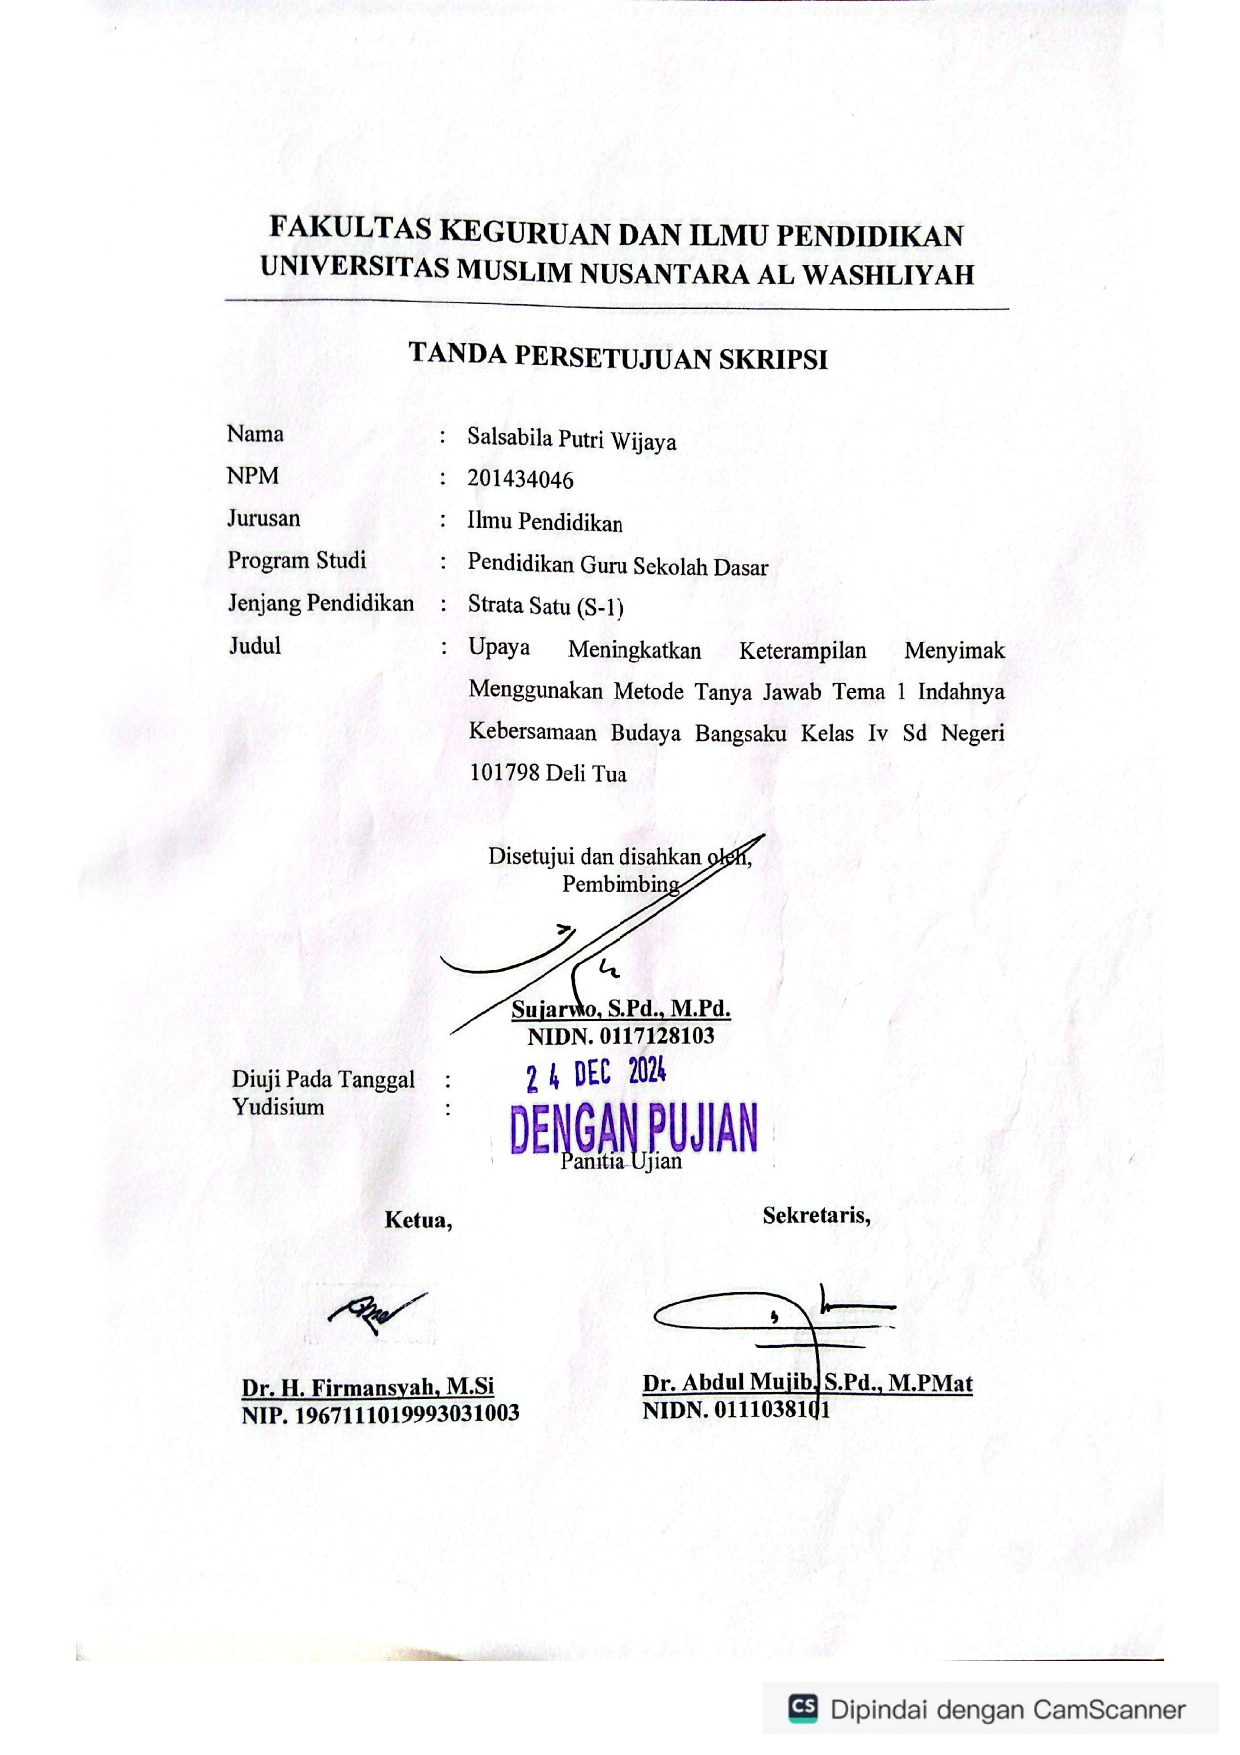 FAKULTAS KEGURUAN DAN ILMU PENDIDIKAN
UNIVERSITAS MUSLIM NUSANTARA AL WASHLIYAH
TANDA PERSETUJUAN SKRIPSI
Nama : Salsabila Putri Wijaya
NPM : 201434046
Jurusan : Ilmu Pendidikan
Program Studi : Pendidikan Guru Sekolah Dasar
Jenjang Pendidikan : Strata Satu (S-1)
Judul : Upaya Meningkatkan Keterampilan Menyimak
Menggunakan Metode Tanya Jawab Tema 1 Indahnya
Kebersamaan Budaya Bangsaku Kelas Iv Sd Negeri
101798 Deli Tua
Disetujui dan disahkan oleh,
Pembimbing
Sujarwo, S.Pd., M.Pd.
NIDN. 0117128103
Diuji Pada Tanggal : 24 DEC 2024
Yudisium : DENGAN PUJIAN
Panitia Ujian
Ketua, Sekretaris,
Dr. H. Firmansyah, M.Si Dr. Abdul Mujib, S.Pd., M.PMat
NIP. 1967111019993031003 NIDN. 0111038101
CS Dipindai dengan CamScanner